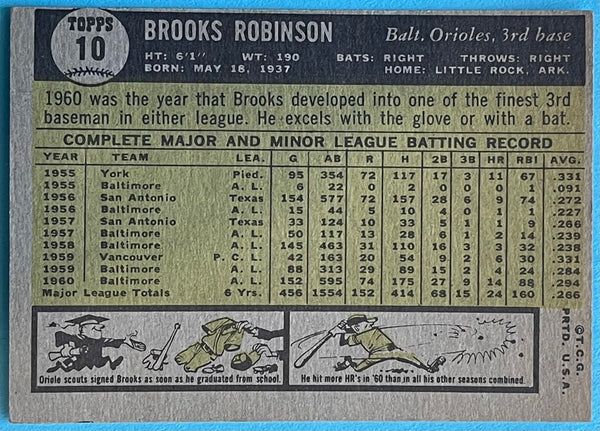 TOPPS
10
BROOKS ROBINSON
Balt. Orioles, 3rd base
HT: 6'1" WT: 190 BATS: RIGHT THROWS: RIGHT
BORN: MAY 18, 1937 HOME: LITTLE ROCK, ARK.
1960 was the year that Brooks developed into one of the finest 3rd
baseman in either league. He excels with the glove or with a bat.
COMPLETE MAJOR AND MINOR LEAGUE BATTING RECORD
YEAR TEAM LEA. G AB R H 2B 3B HR RBI AVG.
1955 York Pied. 95 354 72 117 17 3 11 67 .331
1955 Baltimore A. L. 6 22 0 2 0 0 0 1 .091
1956 San Antonio Texas 154 577 72 157 28 6 9 74 .272
1956 Baltimore A. L. 15 44 5 10 4 0 1 1 .227
1957 San Antonio Texas 33 124 10 33 6 1 1 9 .266
1957 Baltimore A. L. 50 117 13 28 6 1 2 14 .239
1958 Baltimore A. L. 145 463 31 110 16 3 3 32 .238
1959 Vancouver P. C. L. 42 163 20 54 9 2 6 30 .331
1959 Baltimore A. L. 88 313 29 89 15 2 4 24 .284
1960 Baltimore A. L. 152 595 74 175 27 9 14 88 .294
Major League Totals 6 Yrs. 456 1554 152 414 68 15 24 160 .266
Oriole scouts signed Brooks as soon as he graduated from school.
He hit more HR's in '60 than in all his other seasons combined.
©T.C.G.
PRTD. U.S.A.